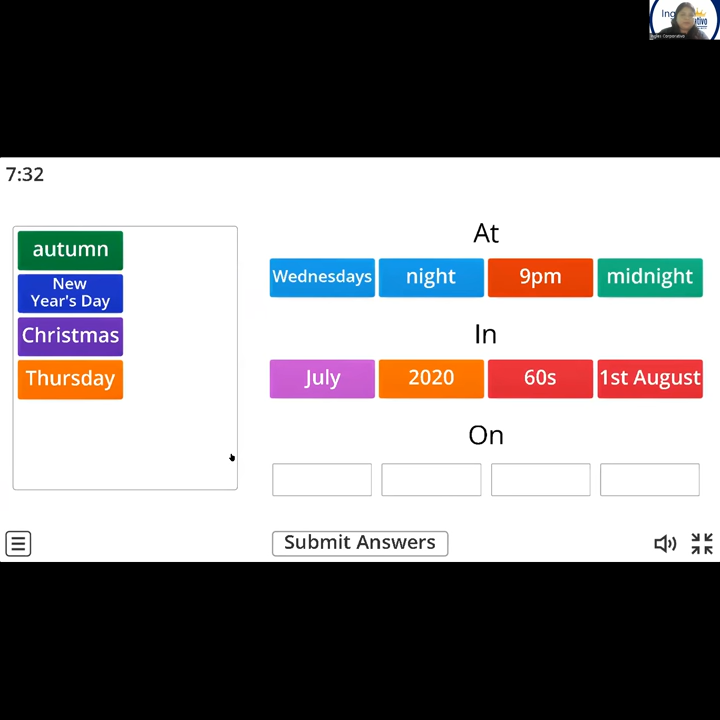 7:32
autumn
New
Year's Day
Christmas
Thursday
At
Wednesdays
night
9pm
midnight
In
July
2020
60s
1st August
On
Submit Answers